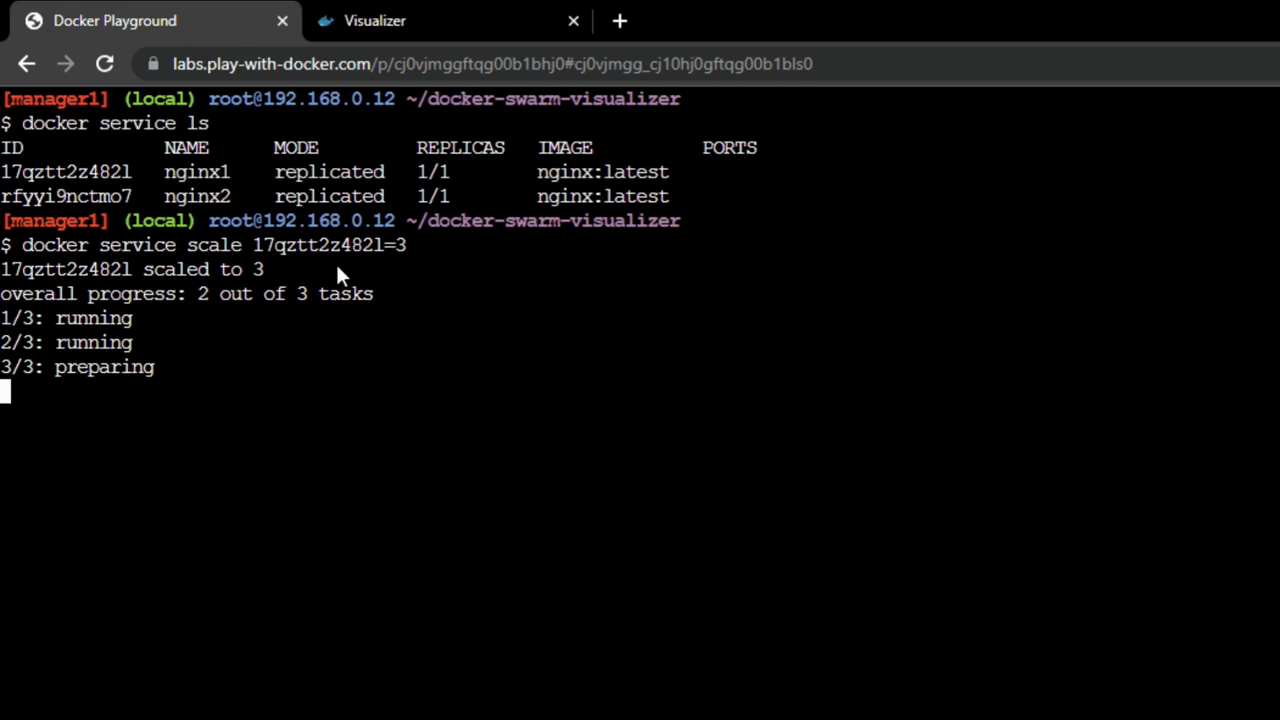 Docker Playground
Visualizer
labs.play-with-docker.com/p/cj0vjmggftqg00b1bhj0#cj0vjmgg_cj10hj0gftqg00b1bls0
[manager1] (local) root@192.168.0.12 ~/docker-swarm-visualizer
$ docker service ls
ID NAME MODE REPLICAS IMAGE PORTS
17qztt2z482l nginx1 replicated 1/1 nginx:latest
rfyyi9nctmo7 nginx2 replicated 1/1 nginx:latest
[manager1] (local) root@192.168.0.12 ~/docker-swarm-visualizer
$ docker service scale 17qztt2z482l=3
17qztt2z482l scaled to 3
overall progress: 2 out of 3 tasks
1/3: running
2/3: running
3/3: preparing